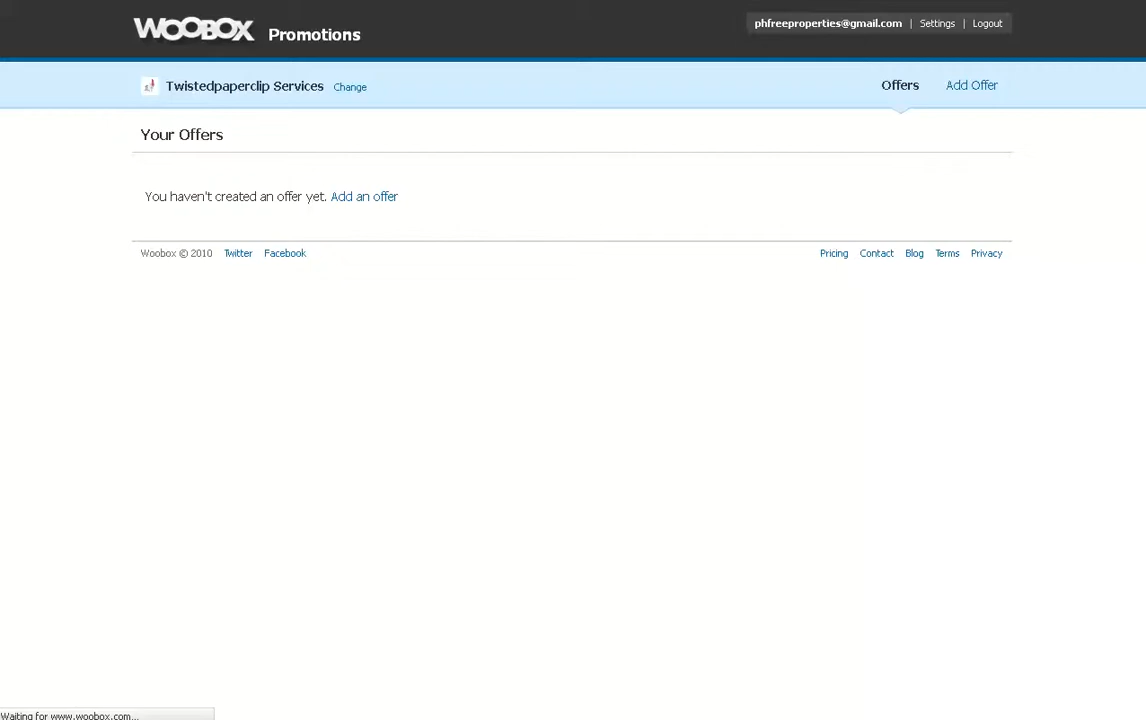 WOOBOX Promotions
phfreeproperties@gmail.com | Settings | Logout
Twistedpaperclip Services Change
Offers Add Offer
Your Offers
You haven't created an offer yet. Add an offer
Woobox © 2010 Twitter Facebook
Pricing Contact Blog Terms Privacy
Waiting for www.woobox.com...